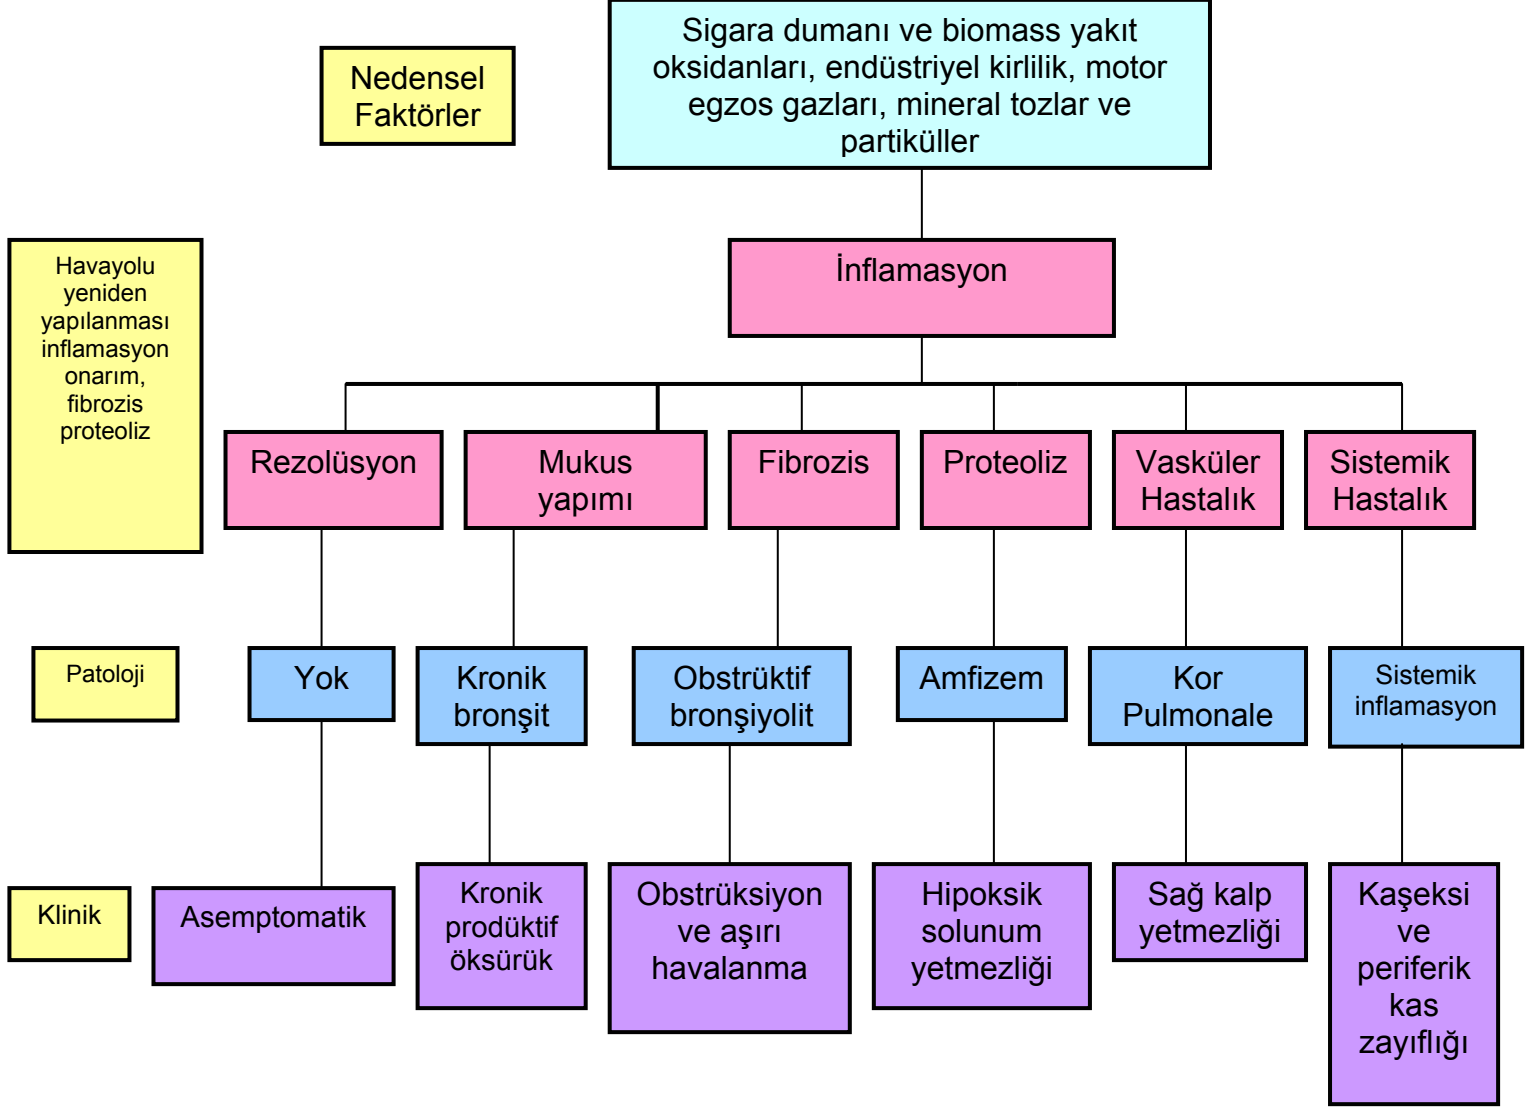 Nedensel
Faktörler
Sigara dumanı ve biomass yakıt
oksidanları, endüstriyel kirlilik, motor
egzos gazları, mineral tozlar ve
partiküller
Havayolu
yeniden
yapılanması
inflamasyon
onarım,
fibrozis
proteoliz
İnflamasyon
Rezolüsyon
Mukus
yapımı
Fibrozis
Proteoliz
Vasküler
Hastalık
Sistemik
Hastalık
Patoloji
Yok
Kronik
bronşit
Obstrüktif
bronşiyolit
Amfizem
Kor
Pulmonale
Sistemik
inflamasyon
Klinik
Asemptomatik
Kronik
prodüktif
öksürük
Obstrüksiyon
ve aşırı
havalanma
Hipoksik
solunum
yetmezliği
Sağ kalp
yetmezliği
Kaşeksi
ve
periferik
kas
zayıflığı